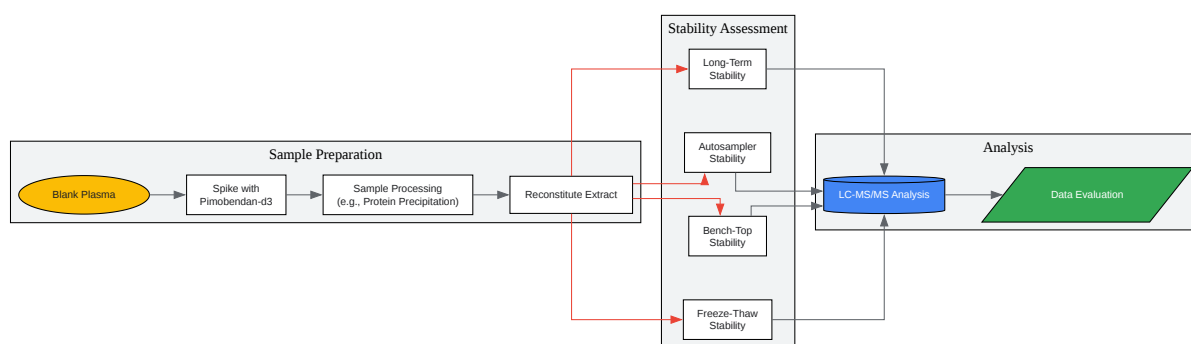 Stability Assessment
Long-Term
Stability
Autosampler
Stability
Bench-Top
Stability
Freeze-Thaw
Stability
Sample Preparation
Blank Plasma
Spike with
Pimobendan-d3
Sample Processing
(e.g., Protein Precipitation)
Reconstitute Extract
Analysis
LC-MS/MS Analysis
Data Evaluation